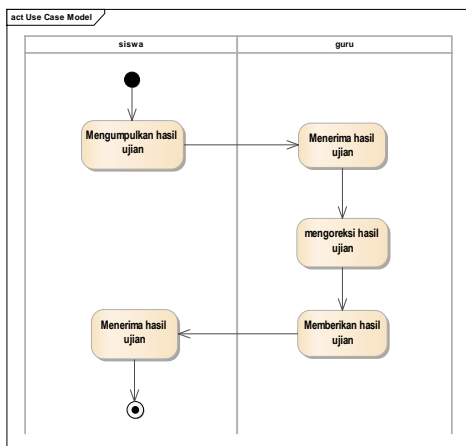 act Use Case Model
siswa
guru
Mengumpulkan hasil
ujian
Menerima hasil
ujian
mengoreksi hasil
ujian
Memberikan hasil
ujian
Menerima hasil
ujian